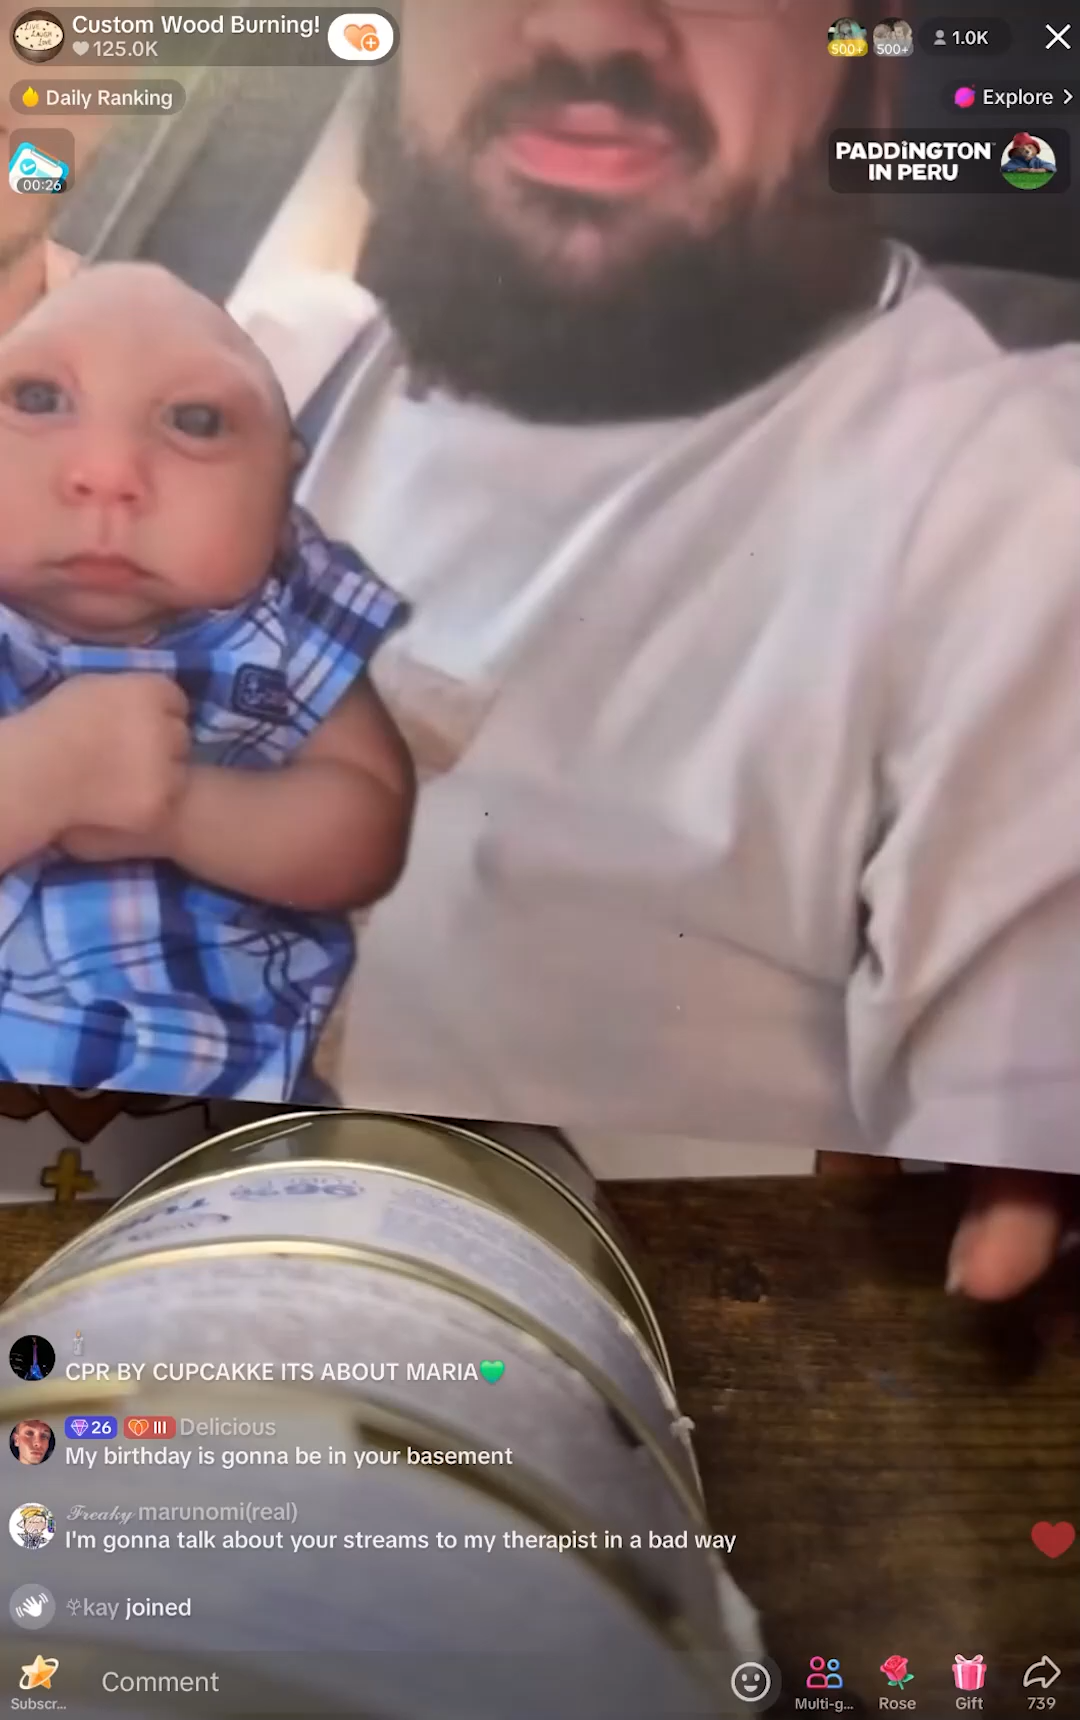 Custom Wood Burning!
125.0K
500+
500+
1.0K
Daily Ranking
Explore
00:26
PADDINGTON
IN PERU
CPR BY CUPCAKKE ITS ABOUT MARIA💚
26 III Delicious
My birthday is gonna be in your basement
𝓕𝓻𝓮𝓪𝓴𝔂 marunomi(real)
I'm gonna talk about your streams to my therapist in a bad way
kay joined
Subscr...
Comment
Multi-g...
Rose
Gift
739